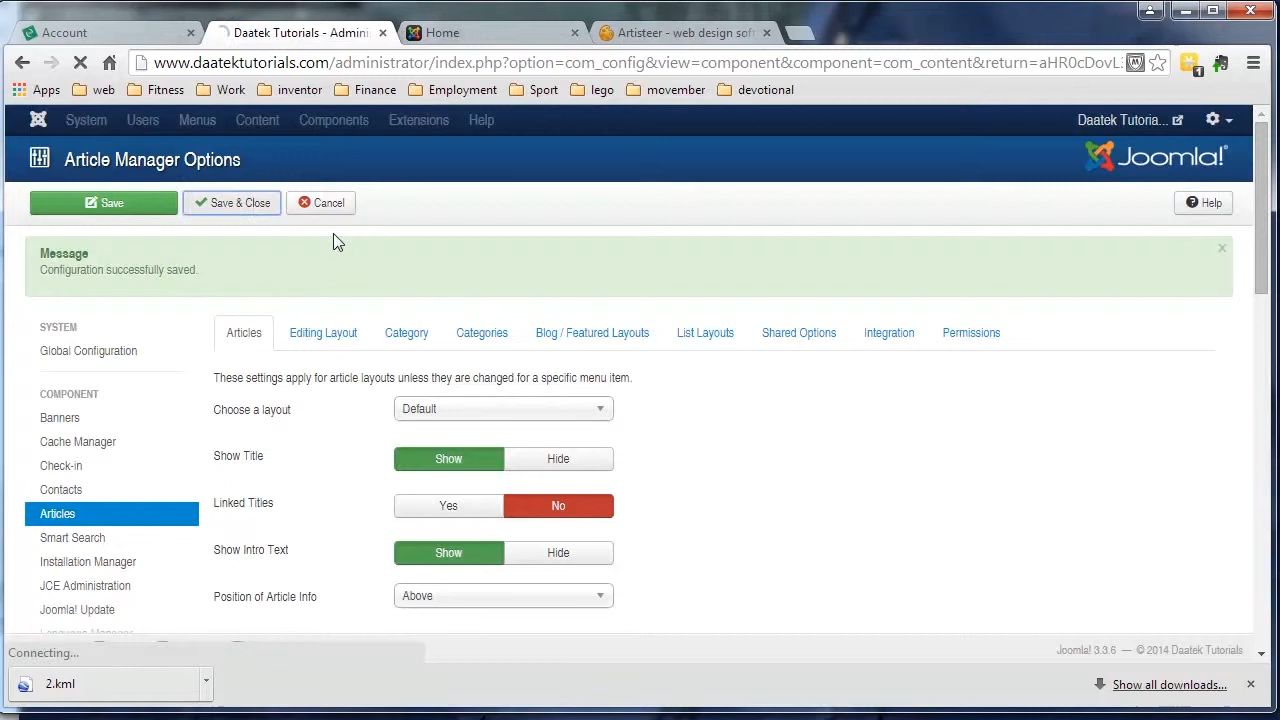 Account
Daatek Tutorials - Admini
Home
Artisteer - web design soft
www.daatektutorials.com/administrator/index.php?option=com_config&view=component&component=com_content&return=aHR0cDovL
1
Apps web Fitness Work inventor Finance Employment Sport lego movember devotional
System Users Menus Content Components Extensions Help
Daatek Tutoria...
Article Manager Options
Joomla!
Save Save & Close Cancel Help
Message
Configuration successfully saved.
SYSTEM
Global Configuration
COMPONENT
Banners
Cache Manager
Check-in
Contacts
Articles
Smart Search
Installation Manager
JCE Administration
Joomla! Update
Language Manager
Articles Editing Layout Category Categories Blog / Featured Layouts List Layouts Shared Options Integration Permissions
These settings apply for article layouts unless they are changed for a specific menu item.
Choose a layout Default
Show Title Show Hide
Linked Titles Yes No
Show Intro Text Show Hide
Position of Article Info Above
Connecting...
Joomla! 3.3.6 — © 2014 Daatek Tutorials
2.kml
Show all downloads...